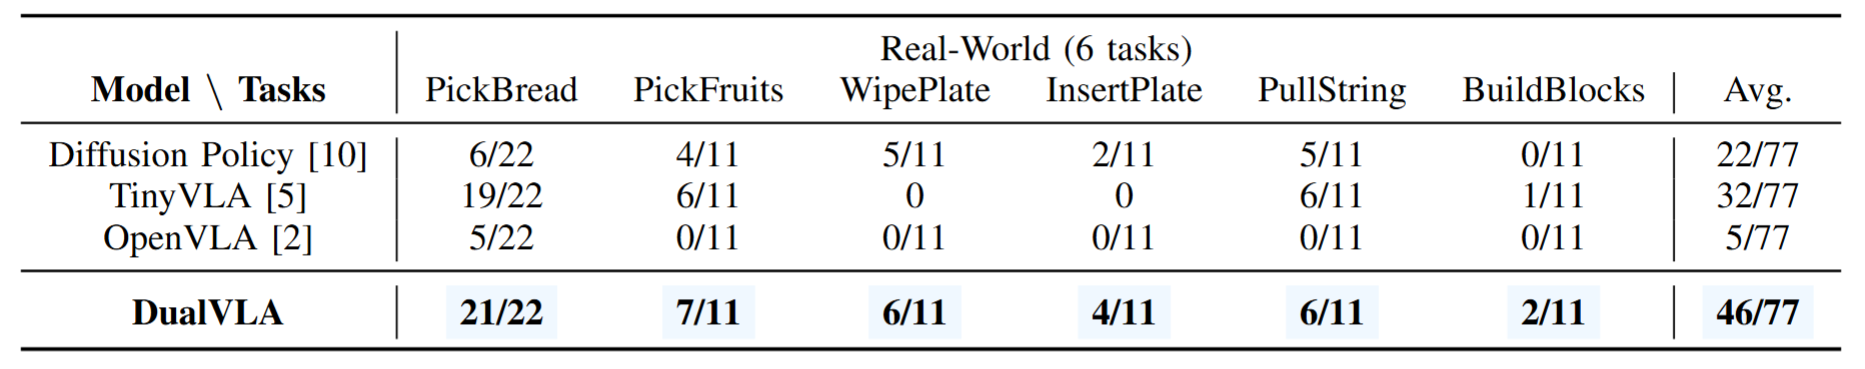 Real-World (6 tasks)
Model \ Tasks PickBread PickFruits WipePlate InsertPlate PullString BuildBlocks Avg.
Diffusion Policy [10] 6/22 4/11 5/11 2/11 5/11 0/11 22/77
TinyVLA [5] 19/22 6/11 0 0 6/11 1/11 32/77
OpenVLA [2] 5/22 0/11 0/11 0/11 0/11 0/11 5/77
DualVLA 21/22 7/11 6/11 4/11 6/11 2/11 46/77